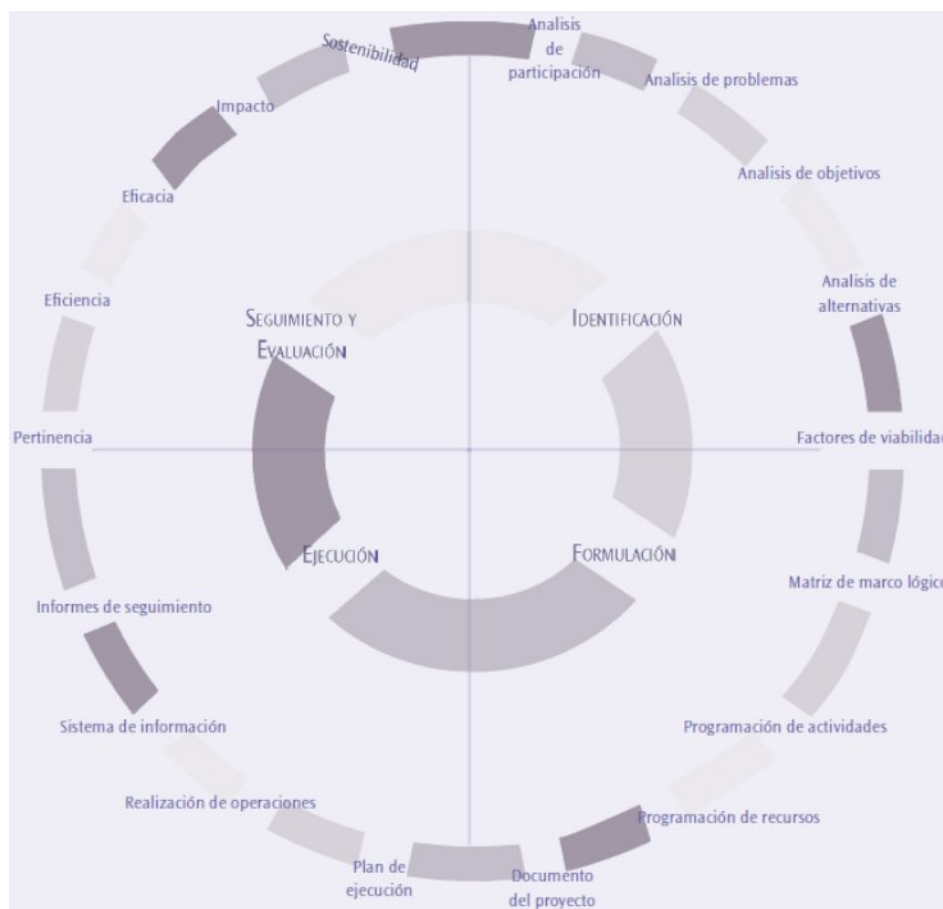 Analisis
de
participación
Analisis de problemas
Analisis de objetivos
Analisis de
alternativas
Factores de viabilidad
Matriz de marco lógico
Programación de actividades
Programación de recursos
Documento
del proyecto
Plan de
ejecución
Realización de operaciones
Sistema de información
Informes de seguimiento
Pertinencia
Eficiencia
Eficacia
Impacto
Sostenibilidad
IDENTIFICACIÓN
FORMULACIÓN
EJECUCIÓN
SEGUIMIENTO Y
EVALUACIÓN